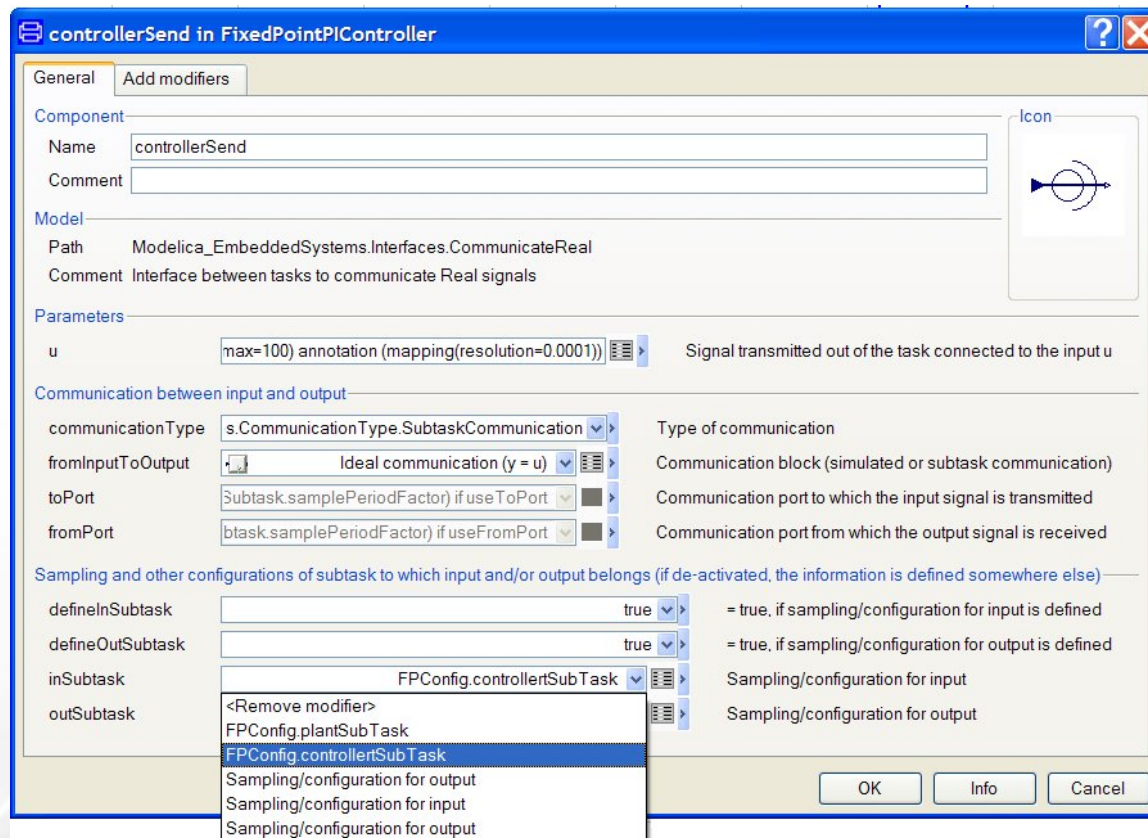 controllerSend in FixedPointPIController
General Add modifiers
Component Icon
Name controllerSend
Comment
Model
Path Modelica_EmbeddedSystems.Interfaces.CommunicateReal
Comment Interface between tasks to communicate Real signals
Parameters
u max=100) annotation (mapping(resolution=0.0001)) Signal transmitted out of the task connected to the input u
Communication between input and output
communicationType s.CommunicationType.SubtaskCommunication Type of communication
fromInputToOutput Ideal communication (y = u) Communication block (simulated or subtask communication)
toPort Subtask.samplePeriodFactor) if useToPort Communication port to which the input signal is transmitted
fromPort btask.samplePeriodFactor) if useFromPort Communication port from which the output signal is received
Sampling and other configurations of subtask to which input and/or output belongs (if de-activated, the information is defined somewhere else)
defineInSubtask true = true, if sampling/configuration for input is defined
defineOutSubtask true = true, if sampling/configuration for output is defined
inSubtask FPConfig.controllertSubTask Sampling/configuration for input
outSubtask <Remove modifier> Sampling/configuration for output
FPConfig.plantSubTask
FPConfig.controllertSubTask
Sampling/configuration for output
Sampling/configuration for input
Sampling/configuration for output
OK Info Cancel